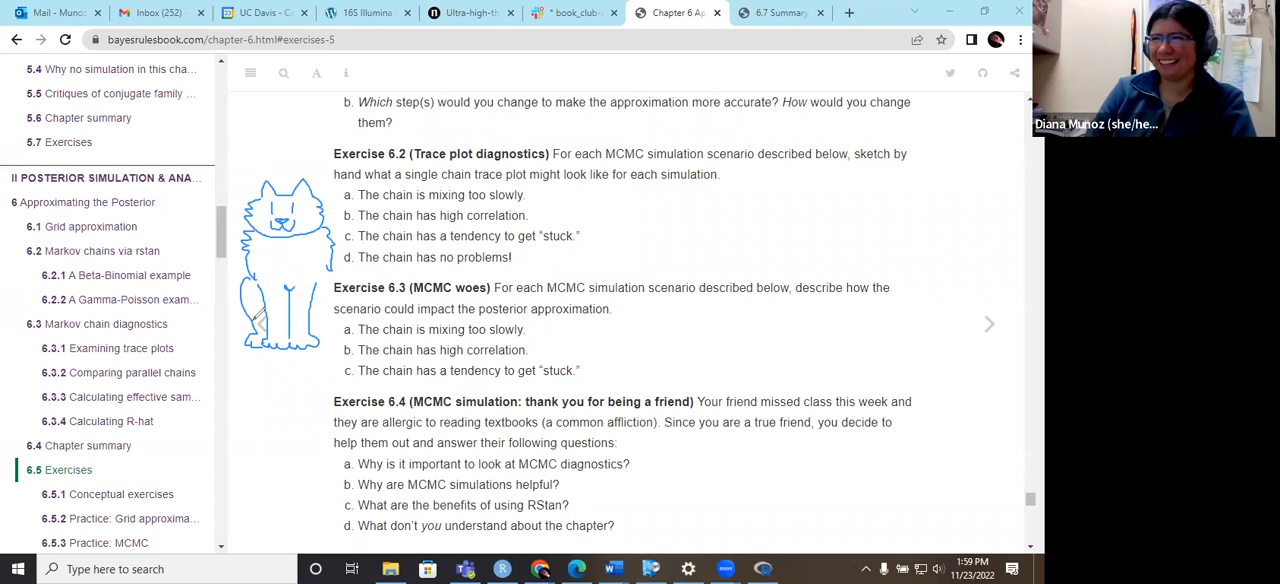 Mail - Munoz
Inbox (252)
UC Davis - C
16S Illumina
Ultra-high-th
* book_club-
Chapter 6 Ap
6.7 Summary
bayesrulesbook.com/chapter-6.html#exercises-5
Diana Munoz (she/he...
5.4 Why no simulation in this cha...
5.5 Critiques of conjugate family ...
5.6 Chapter summary
5.7 Exercises
II POSTERIOR SIMULATION & ANA...
6 Approximating the Posterior
6.1 Grid approximation
6.2 Markov chains via rstan
6.2.1 A Beta-Binomial example
6.2.2 A Gamma-Poisson exam...
6.3 Markov chain diagnostics
6.3.1 Examining trace plots
6.3.2 Comparing parallel chains
6.3.3 Calculating effective sam...
6.3.4 Calculating R-hat
6.4 Chapter summary
6.5 Exercises
6.5.1 Conceptual exercises
6.5.2 Practice: Grid approxima...
6.5.3 Practice: MCMC
b. Which step(s) would you change to make the approximation more accurate? How would you change
them?
Exercise 6.2 (Trace plot diagnostics) For each MCMC simulation scenario described below, sketch by
hand what a single chain trace plot might look like for each simulation.
a. The chain is mixing too slowly.
b. The chain has high correlation.
c. The chain has a tendency to get “stuck.”
d. The chain has no problems!
Exercise 6.3 (MCMC woes) For each MCMC simulation scenario described below, describe how the
scenario could impact the posterior approximation.
a. The chain is mixing too slowly.
b. The chain has high correlation.
c. The chain has a tendency to get “stuck.”
Exercise 6.4 (MCMC simulation: thank you for being a friend) Your friend missed class this week and
they are allergic to reading textbooks (a common affliction). Since you are a true friend, you decide to
help them out and answer their following questions:
a. Why is it important to look at MCMC diagnostics?
b. Why are MCMC simulations helpful?
c. What are the benefits of using RStan?
d. What don’t you understand about the chapter?
Type here to search
1:59 PM
11/23/2022